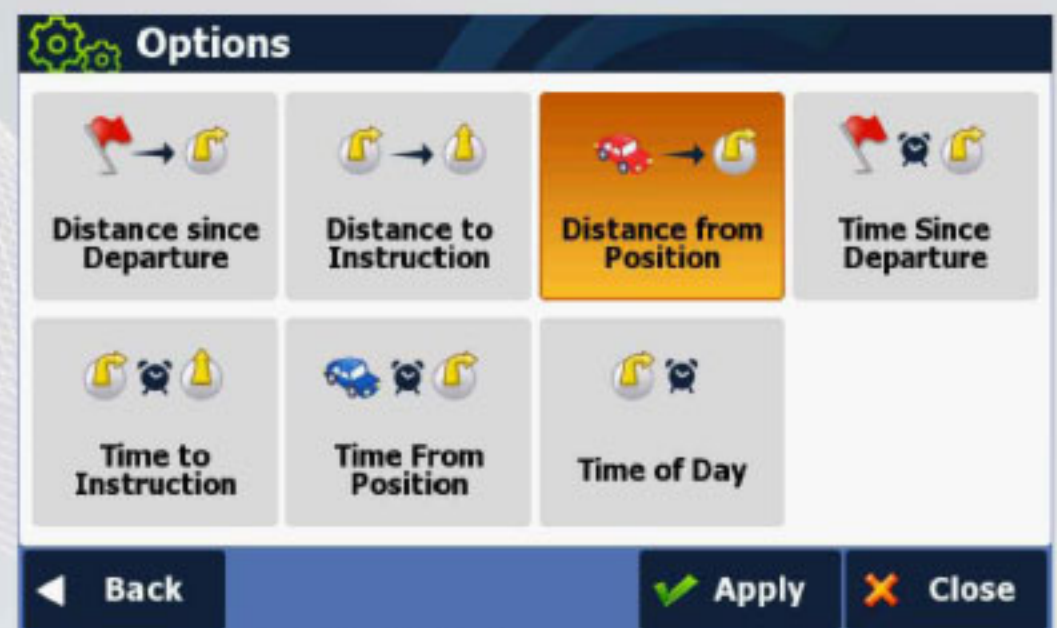 Options
Distance since
Departure
Distance to
Instruction
Distance from
Position
Time Since
Departure
Time to
Instruction
Time From
Position
Time of Day
Back
Apply
Close